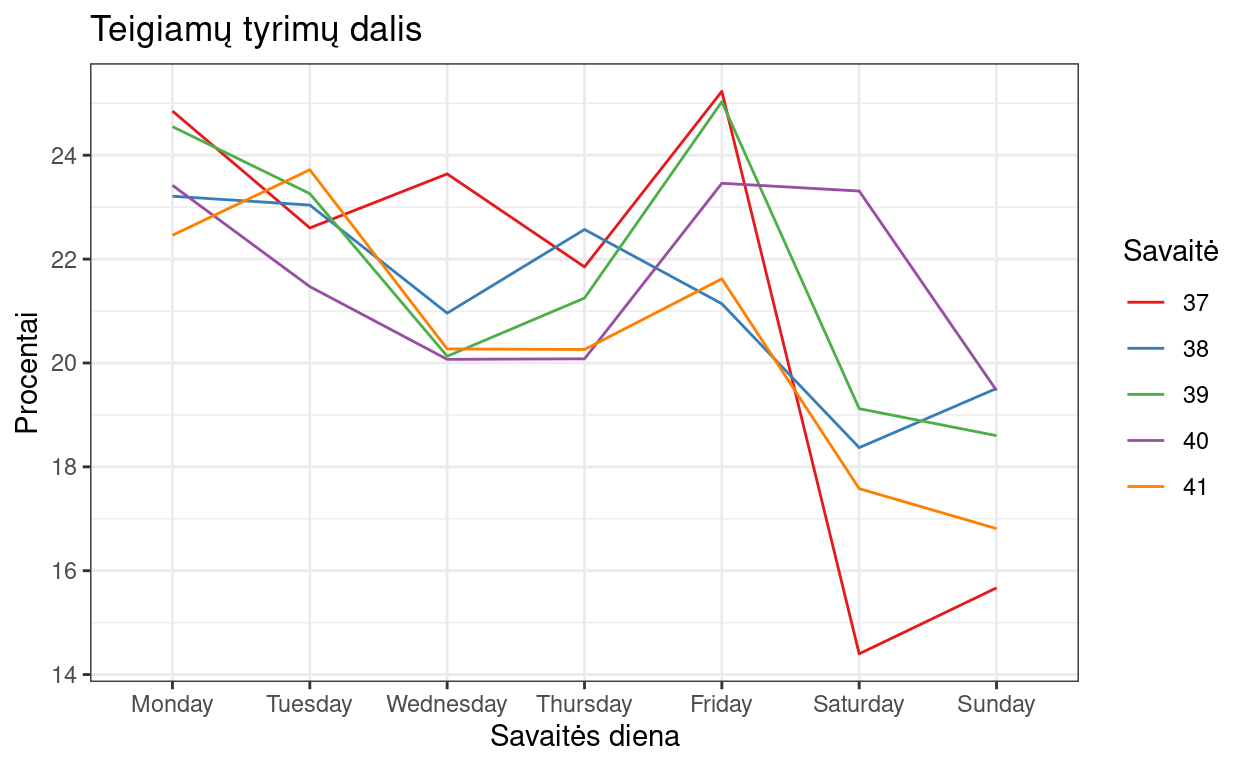 Teigiamų tyrimų dalis
Procentai
24
22
20
18
16
14
Monday Tuesday Wednesday Thursday Friday Saturday Sunday
Savaitės diena
Savaitė
37
38
39
40
41